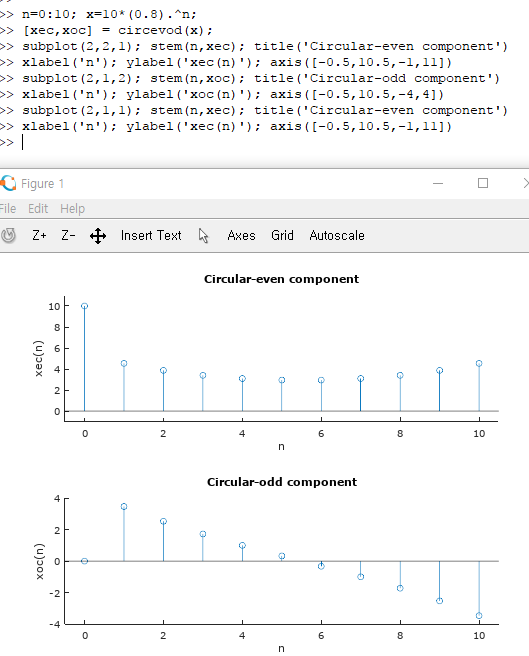 >> n=0:10; x=10*(0.8).^n;
>> [xec,xoc] = circevod(x);
>> subplot(2,2,1); stem(n,xec); title('Circular-even component')
>> xlabel('n'); ylabel('xec(n)'); axis([-0.5,10.5,-1,11])
>> subplot(2,1,2); stem(n,xoc); title('Circular-odd component')
>> xlabel('n'); ylabel('xoc(n)'); axis([-0.5,10.5,-4,4])
>> subplot(2,1,1); stem(n,xec); title('Circular-even component')
>> xlabel('n'); ylabel('xec(n)'); axis([-0.5,10.5,-1,11])
>>
Figure 1
File Edit Help
Z+ Z- Insert Text Axes Grid Autoscale
Circular-even component
10
8
6
4
2
0
xec(n)
0 2 4 6 8 10
n
Circular-odd component
4
2
0
-2
-4
xoc(n)
0 2 4 6 8 10
n